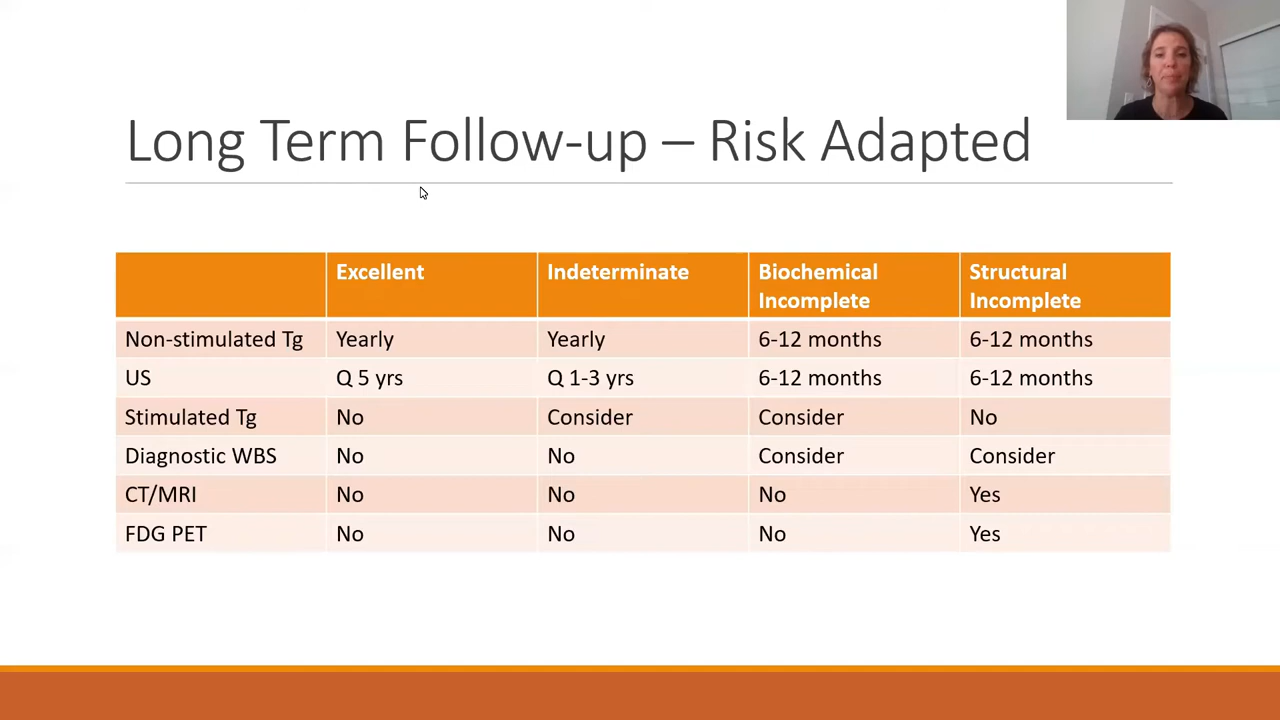 Long Term Follow-up – Risk Adapted
Excellent Indeterminate Biochemical Incomplete Structural Incomplete
Non-stimulated Tg Yearly Yearly 6-12 months 6-12 months
US Q 5 yrs Q 1-3 yrs 6-12 months 6-12 months
Stimulated Tg No Consider Consider No
Diagnostic WBS No No Consider Consider
CT/MRI No No No Yes
FDG PET No No No Yes